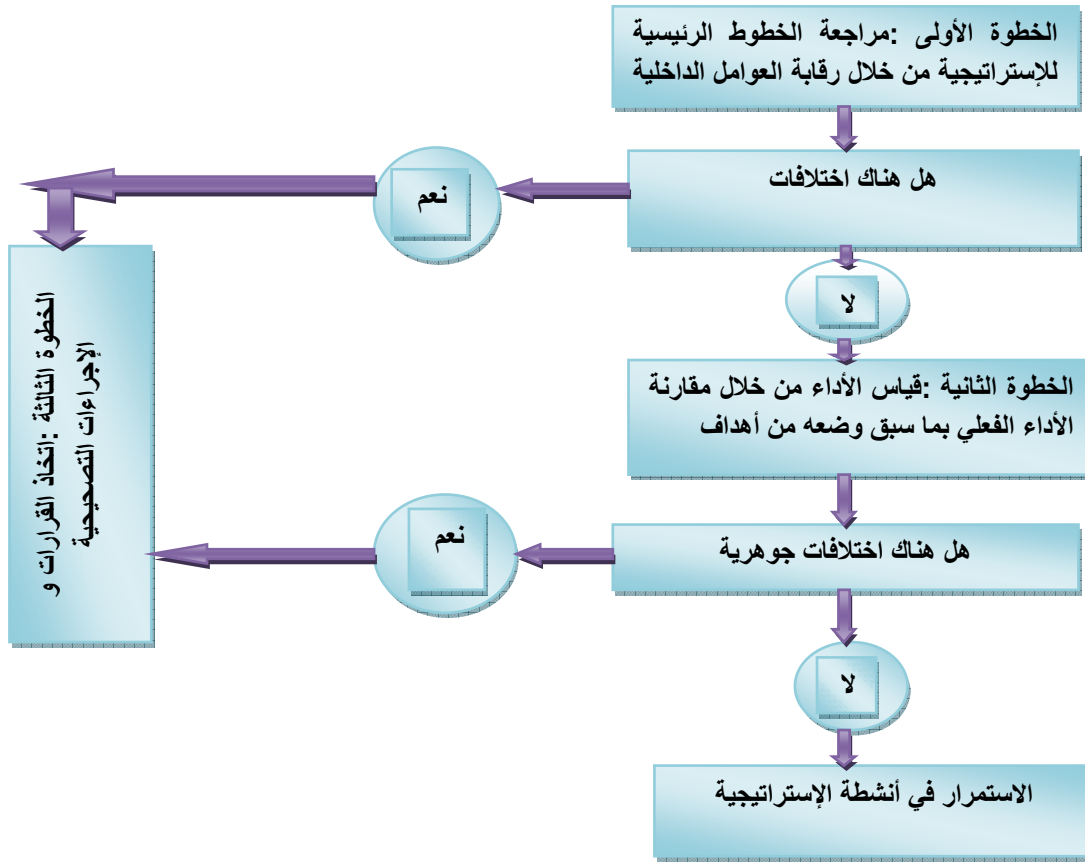 الخطوة الأولى :مراجعة الخطوط الرئيسية
للإستراتيجية من خلال رقابة العوامل الداخلية
هل هناك اختلافات
نعم
لا
الخطوة الثانية :قياس الأداء من خلال مقارنة
الأداء الفعلي بما سبق وضعه من أهداف
هل هناك اختلافات جوهرية
نعم
لا
الاستمرار في أنشطة الإستراتيجية
الخطوة الثالثة :اتخاذ القرارات و
الإجراءات التصحيحية